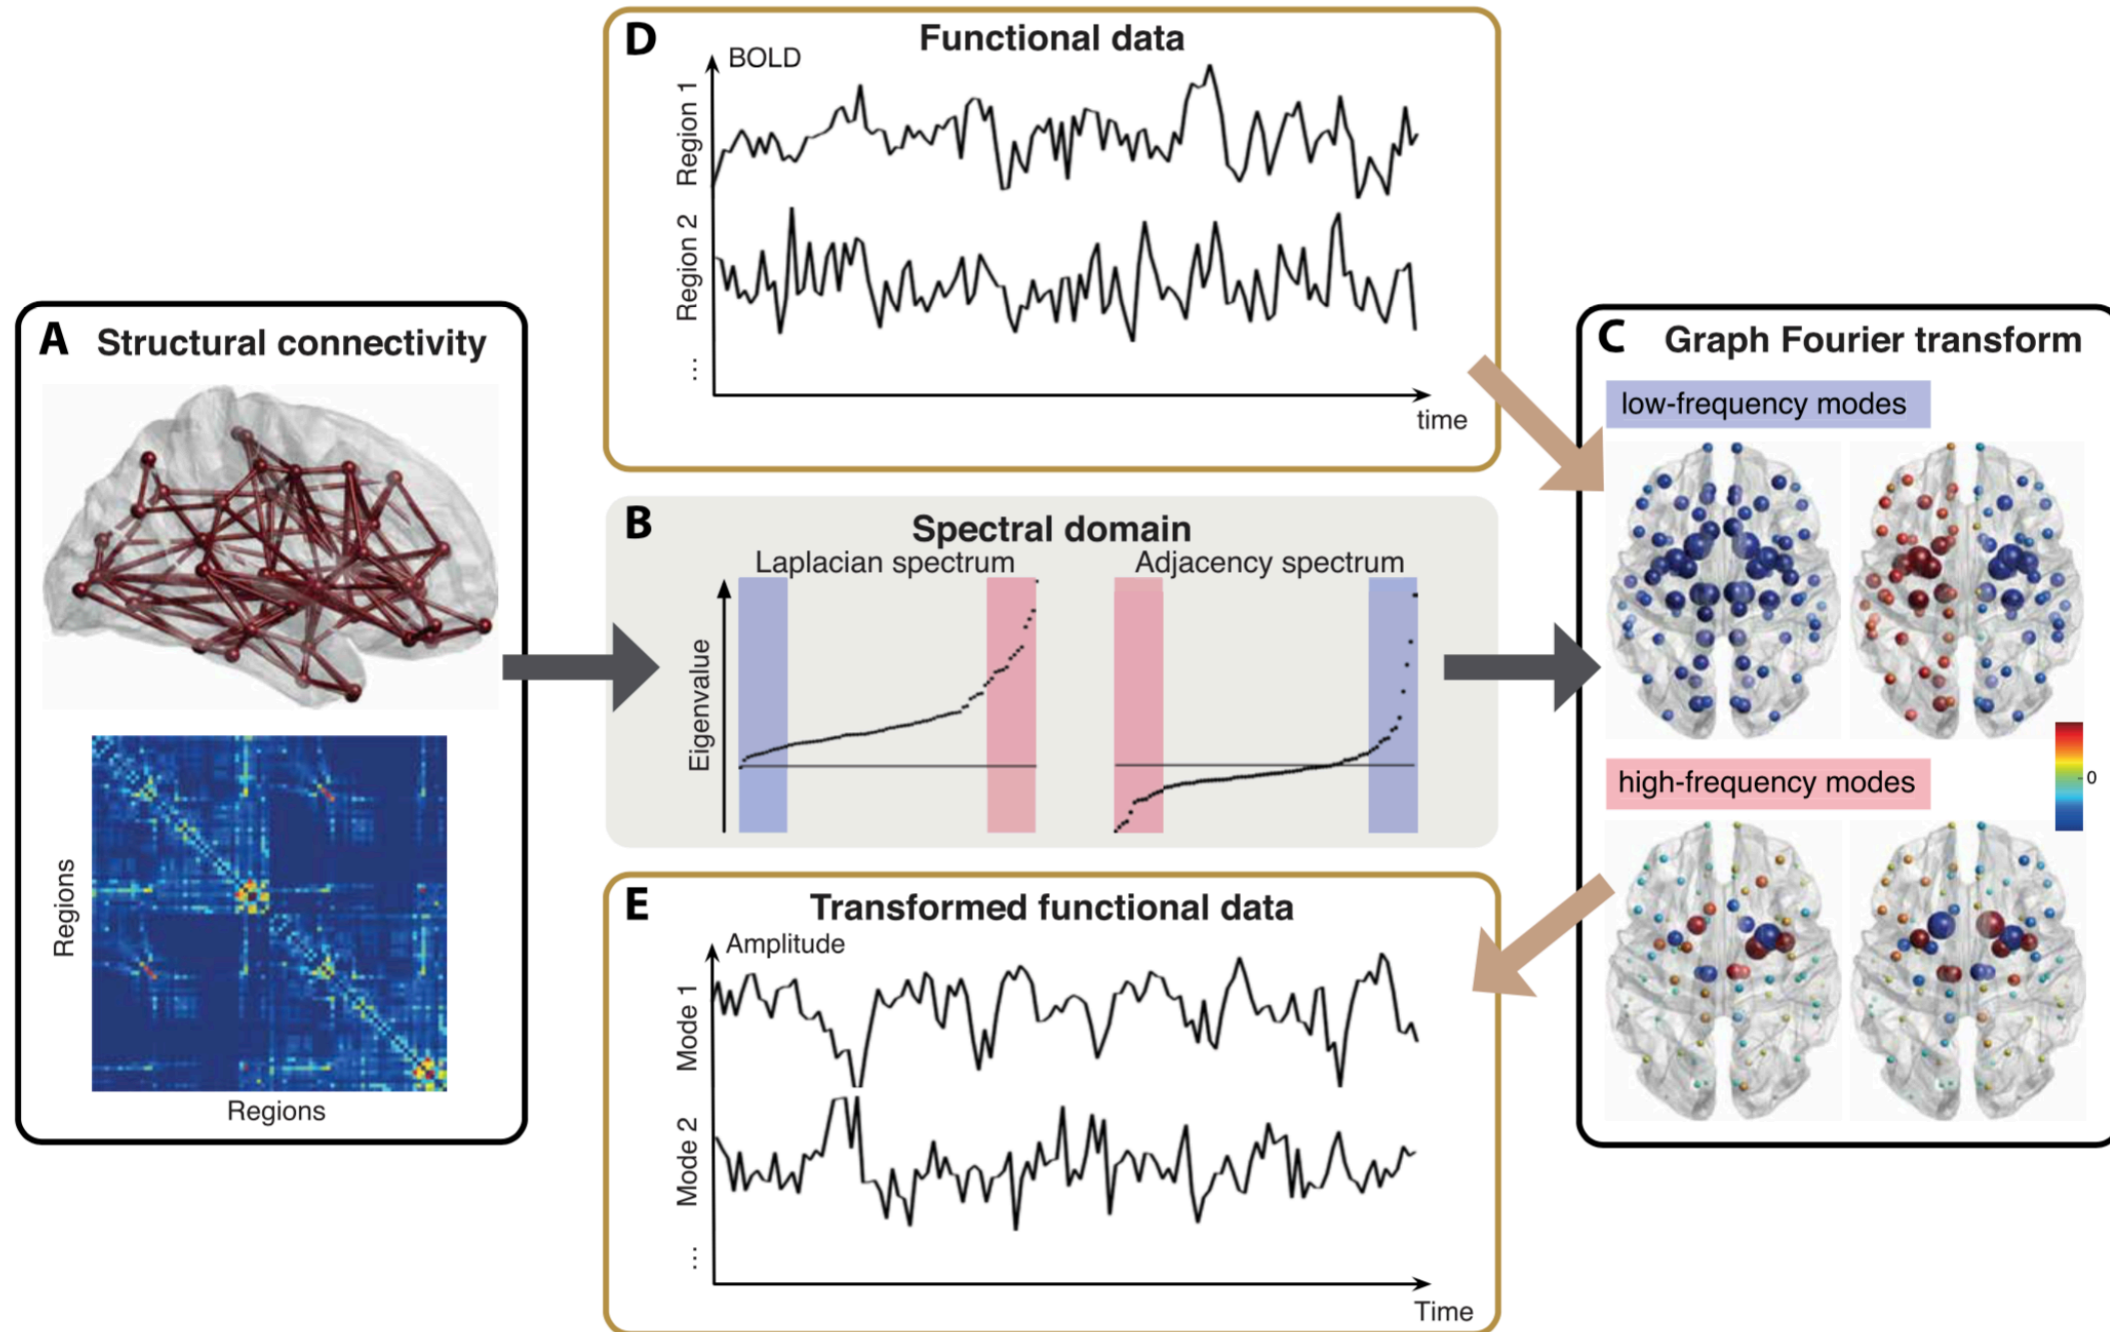 A Structural connectivity
Regions
Regions
D Functional data
BOLD
Region 1
Region 2
...
time
B Spectral domain
Laplacian spectrum
Adjacency spectrum
Eigenvalue
E Transformed functional data
Amplitude
Mode 1
Mode 2
...
Time
C Graph Fourier transform
low-frequency modes
0
high-frequency modes